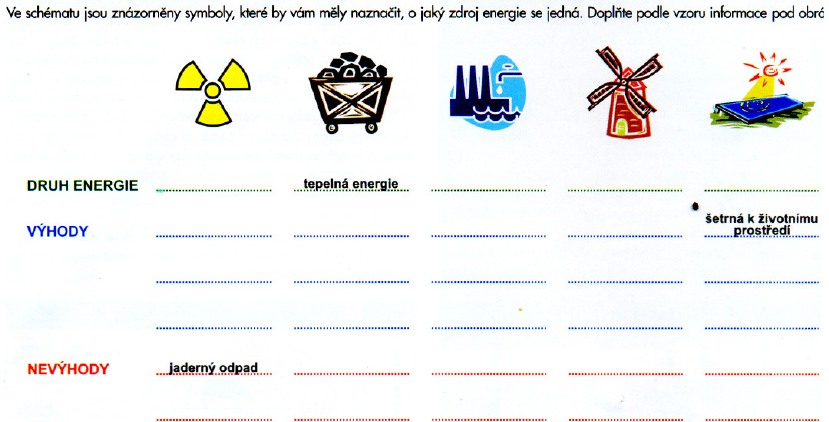 Ve schématu jsou znázorněny symboly, které by vám měly naznačit, o jaký zdroj energie se jedná. Doplňte podle vzoru informace pod obrá
DRUH ENERGIE
tepelná energie
VÝHODY
šetrná k životnímu
prostředí
NEVÝHODY
jaderný odpad